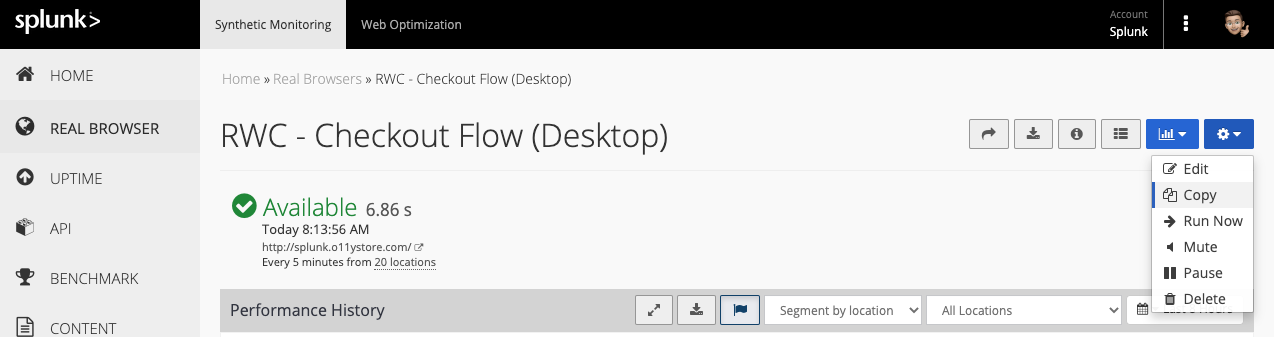 splunk>
Synthetic Monitoring
Web Optimization
Account
Splunk
HOME
REAL BROWSER
UPTIME
API
BENCHMARK
CONTENT
Home » Real Browsers » RWC - Checkout Flow (Desktop)
RWC - Checkout Flow (Desktop)
Edit
Copy
Run Now
Mute
Pause
Delete
Available 6.86 s
Today 8:13:56 AM
http://splunk.o11ystore.com/
Every 5 minutes from 20 locations
Performance History
Segment by location
All Locations